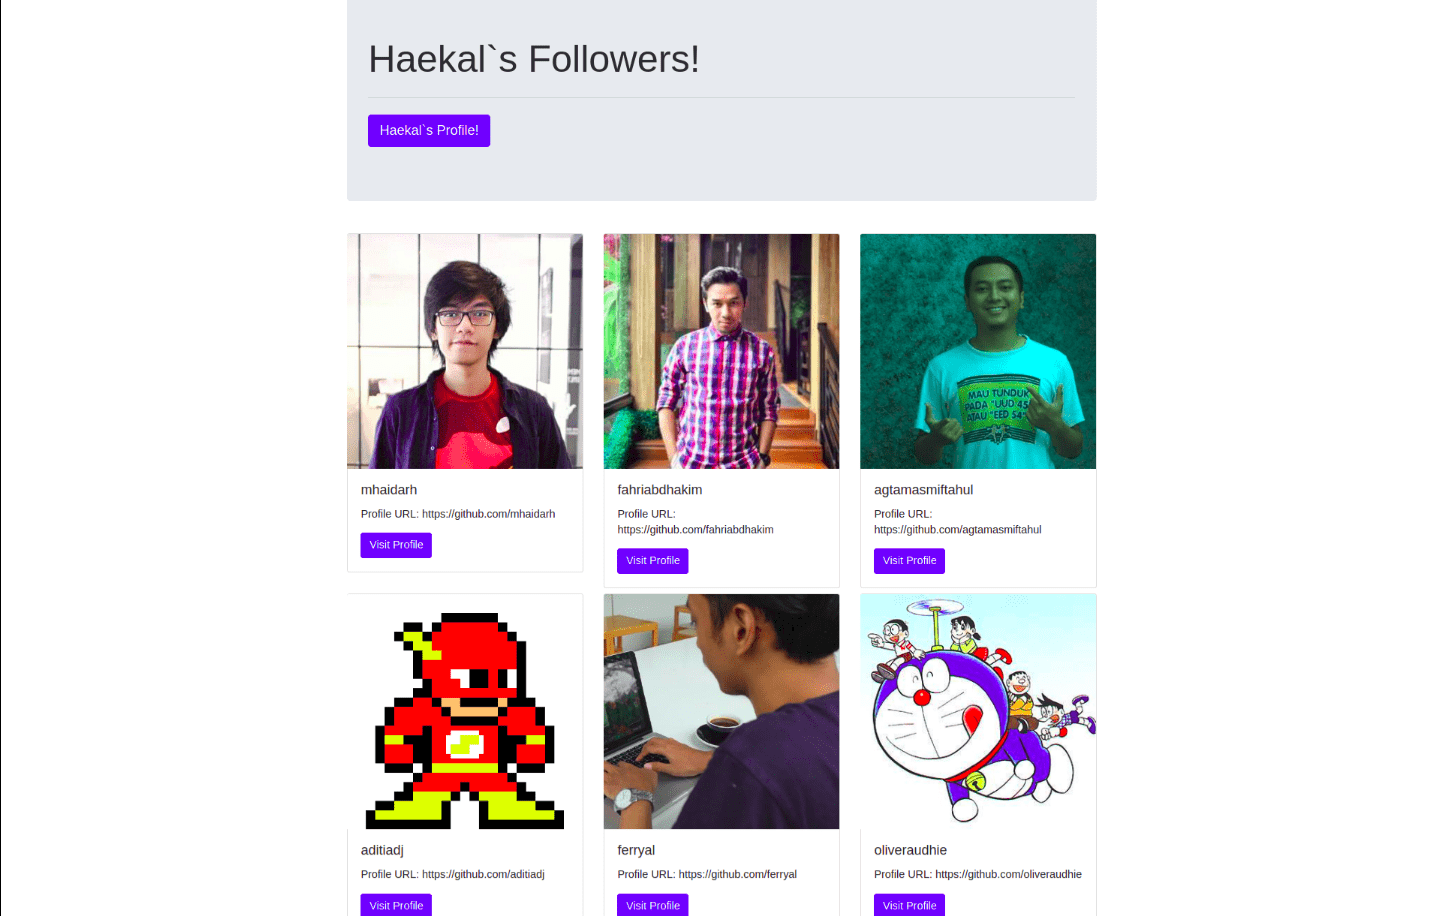 Haekal`s Followers!
Haekal`s Profile!
MAU TUNDUK
PADA "UUD 45"
ATAU "EED 54"
mhaidarh
Profile URL: https://github.com/mhaidarh
Visit Profile
fahriabdhakim
Profile URL:
https://github.com/fahriabdhakim
Visit Profile
agtamasmiftahul
Profile URL:
https://github.com/agtamasmiftahul
Visit Profile
aditiadj
Profile URL: https://github.com/aditiadj
Visit Profile
ferryal
Profile URL: https://github.com/ferryal
Visit Profile
oliveraudhie
Profile URL: https://github.com/oliveraudhie
Visit Profile